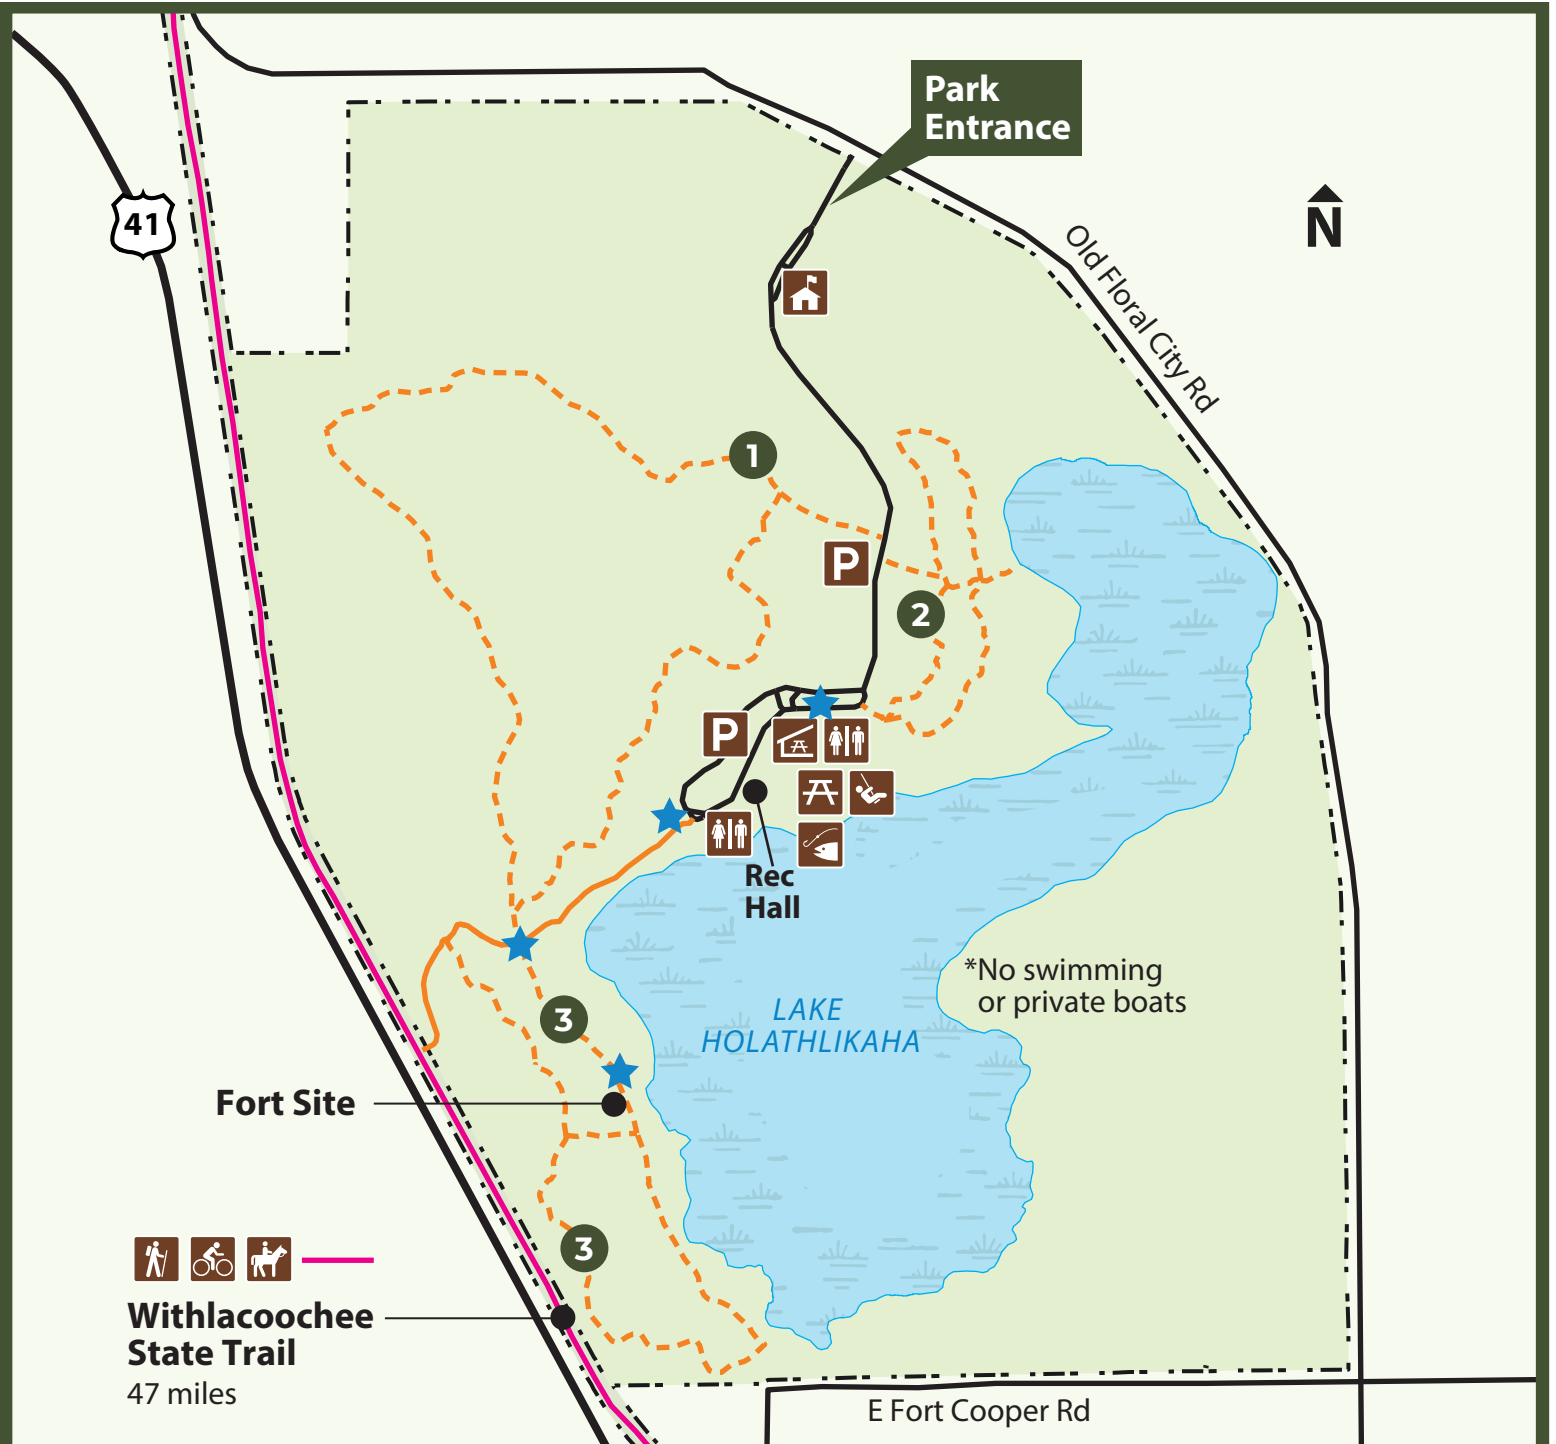 Park
Entrance
41
N
Old Floral City Rd
1
P
2
P
Rec
Hall
*No swimming
or private boats
LAKE
HOLATHLIKAHA
3
Fort Site
3
Withlacoochee
State Trail
47 miles
E Fort Cooper Rd